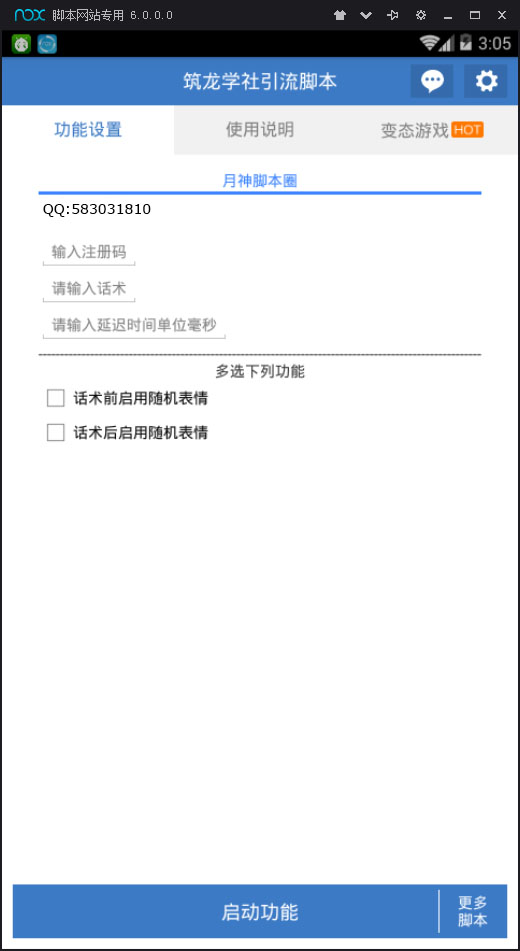 nox 脚本网站专用 6.0.0.0
3:05
筑龙学社引流脚本
功能设置 使用说明 变态游戏 HOT
月神脚本圈
QQ:583031810
输入注册码
请输入话术
请输入延迟时间单位毫秒
多选下列功能
话术前启用随机表情
话术后启用随机表情
启动功能
更多
脚本